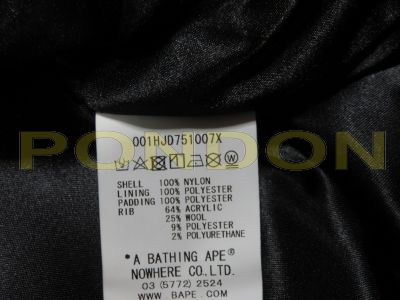 001HJD751007X
PONDON
SHELL 100% NYLON
LINING 100% POLYESTER
PADDING 100% POLYESTER
RIB 64% ACRYLIC
25% WOOL
9% POLYESTER
2% POLYURETHANE
*A BATHING APE®
NOWHERE CO.,LTD.
03 (5772) 2524
WWW.BAPE.COM